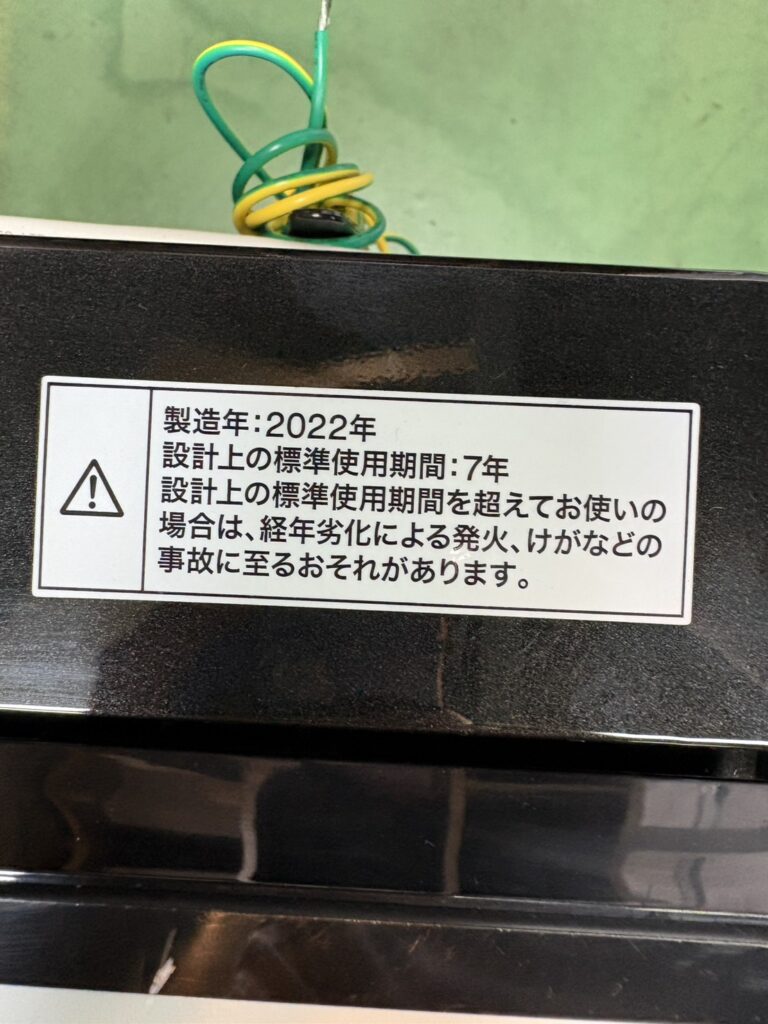 製造年：2022年
設計上の標準使用期間：7年
設計上の標準使用期間を超えてお使いの
場合は、経年劣化による発火、けがなどの
事故に至るおそれがあります。